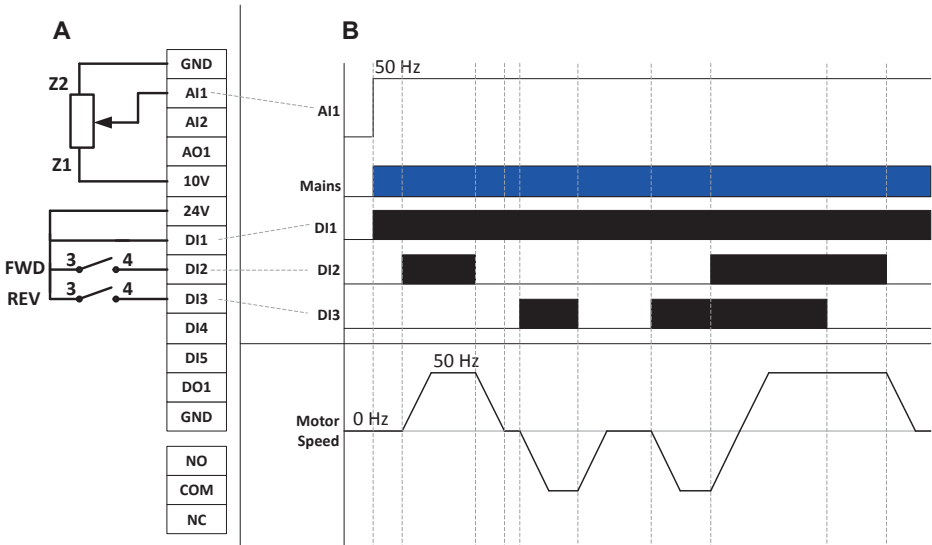 A
GND
Z2
AI1
AI2
AO1
Z1
10V
24V
DI1
FWD 3 4 DI2
REV 3 4 DI3
DI4
DI5
DO1
GND
NO
COM
NC
B
50 Hz
AI1
Mains
DI1
DI2
DI3
50 Hz
0 Hz
Motor
Speed